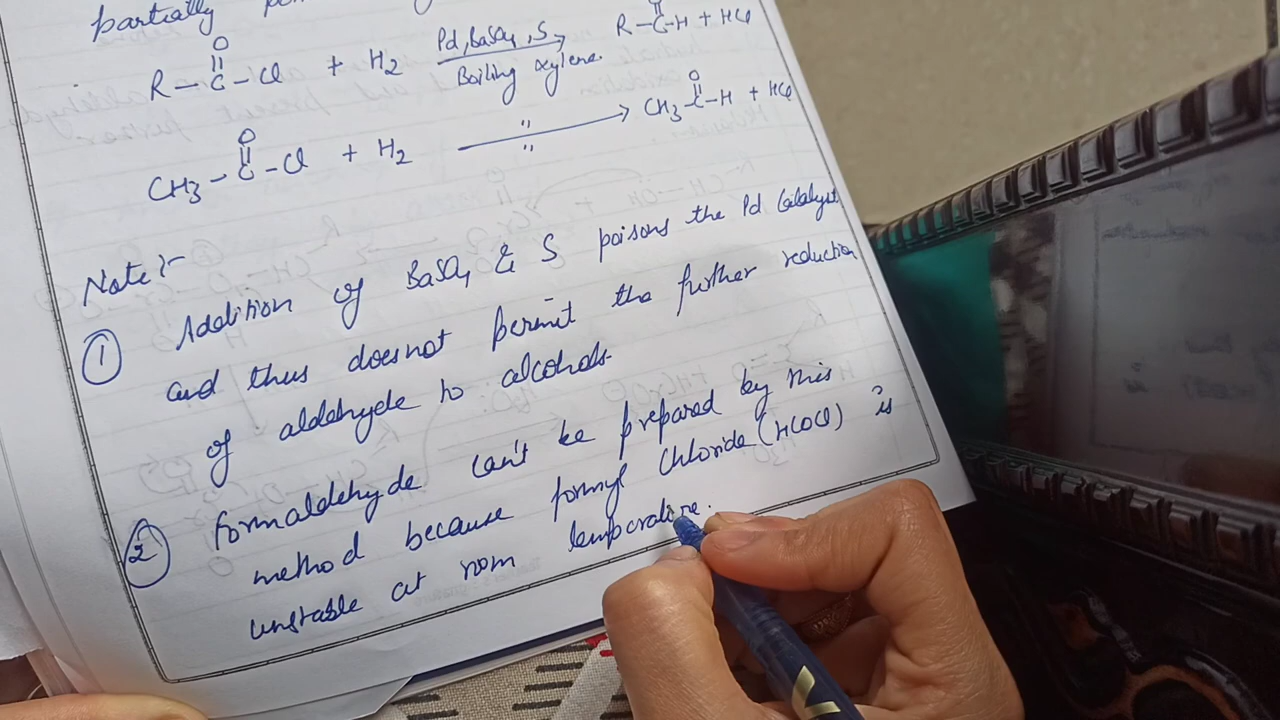 partially
R-C-Cl + H2 Pd, BaSO4, S R-C-H + HCl
O O
Boiling xylene.
CH3-C-Cl + H2 " CH3-C-H + HCl
O " O
Note :-
① Addition of BaSO4 & S poisons the Pd Catalyst
and thus doesnot permit the further reduction
of aldehyde to alcohols.
② Formaldehyde can't be prepared by this
method because formyl Chloride (HCOCl) is
unstable at room temperature.